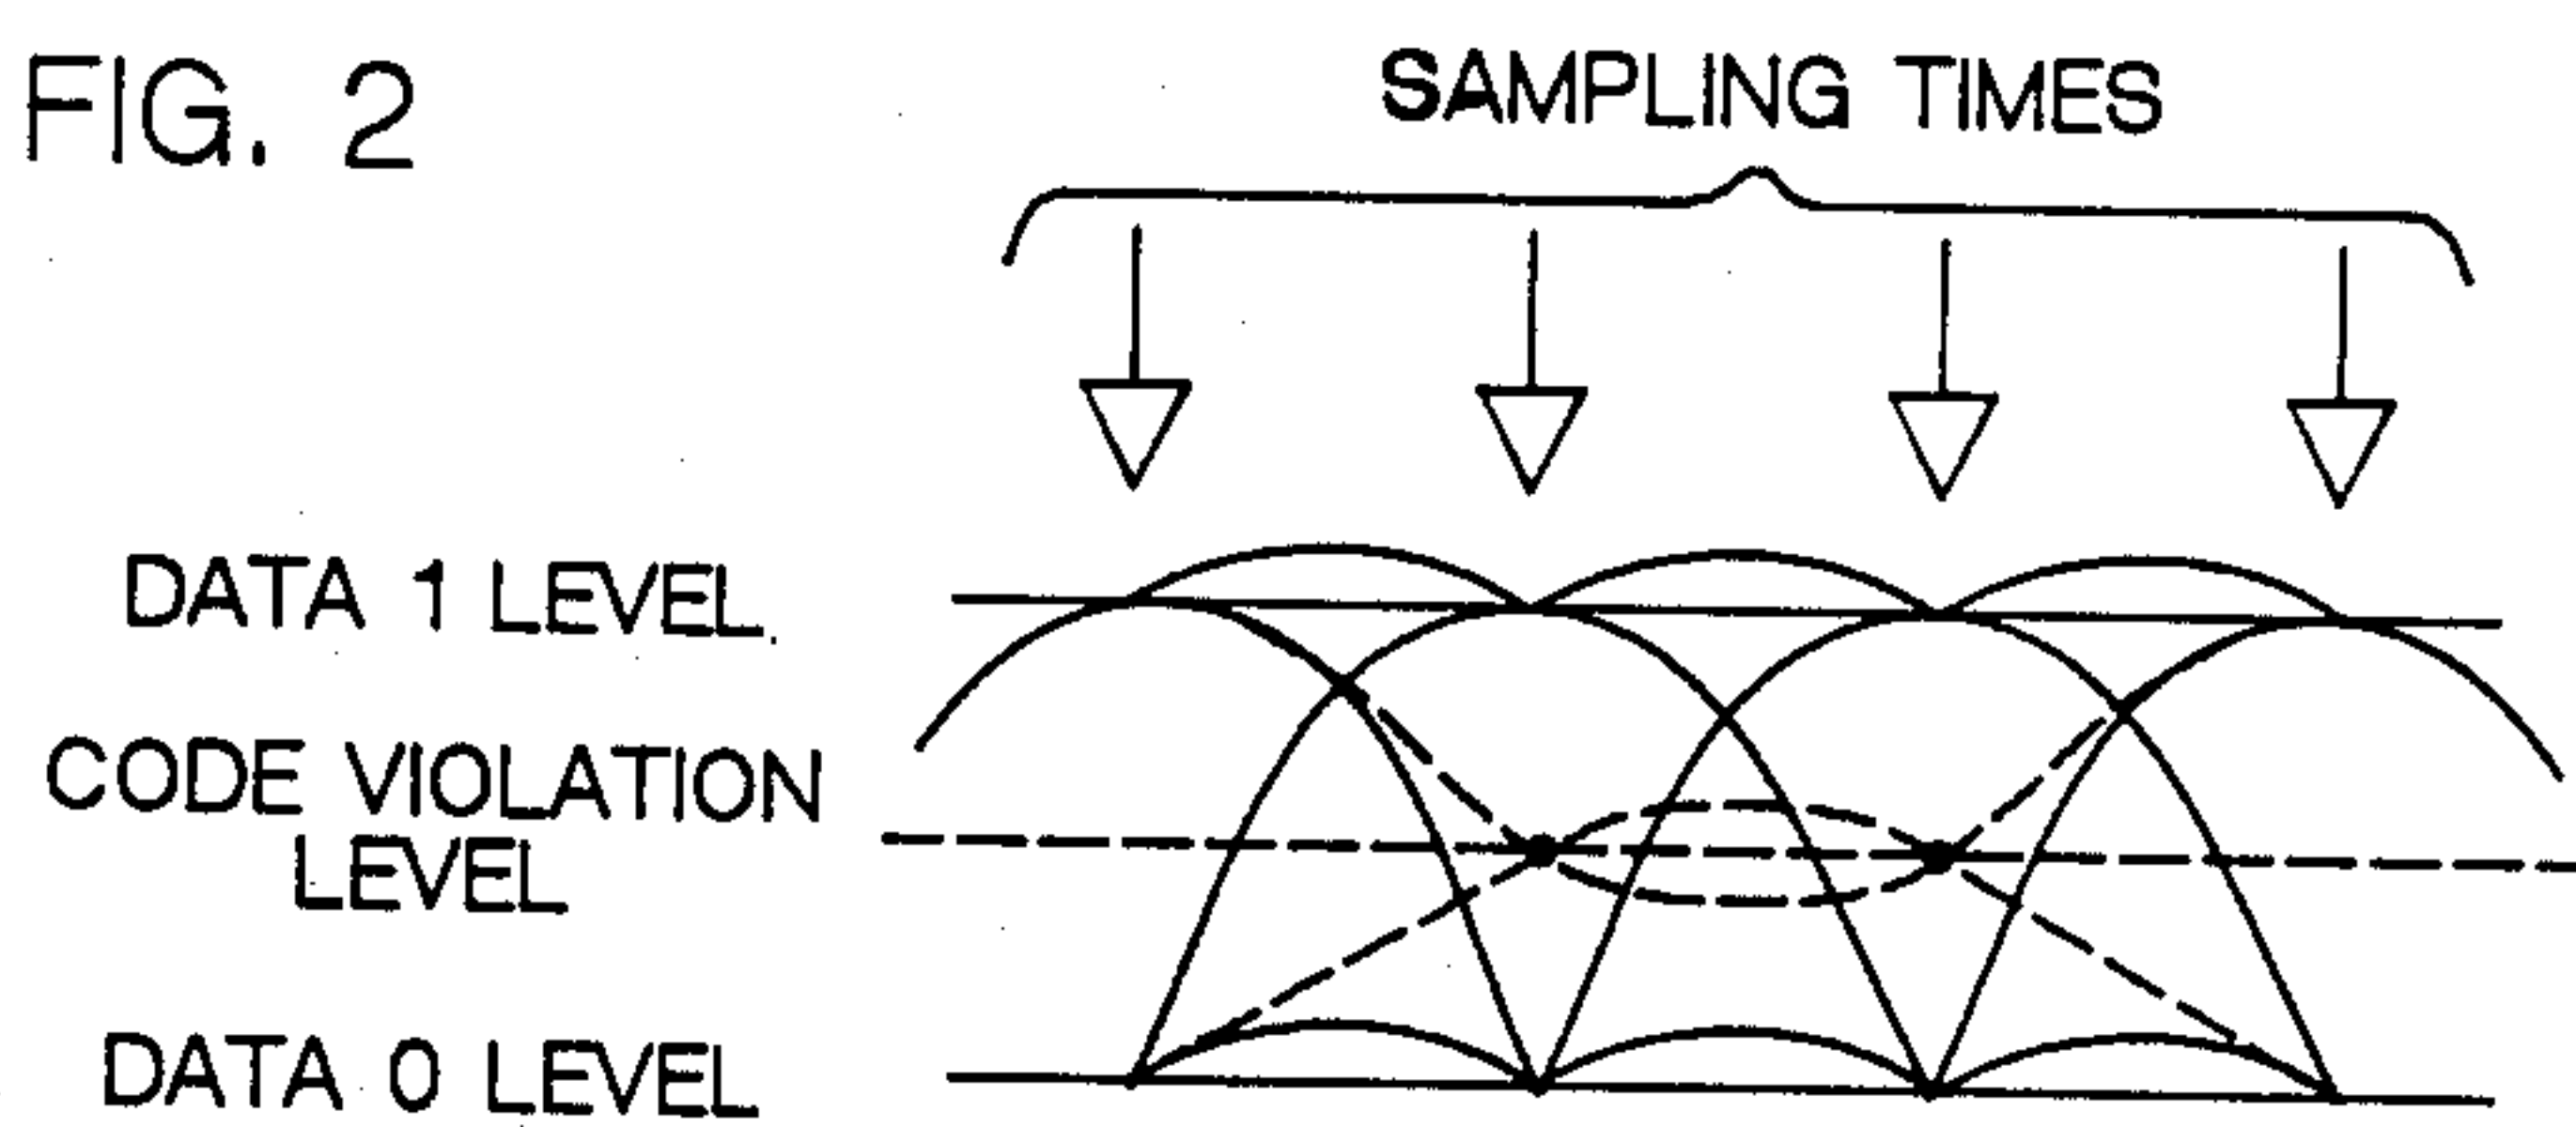 FIG. 2
SAMPLING TIMES
DATA 1 LEVEL.
CODE VIOLATION
LEVEL
DATA 0 LEVEL